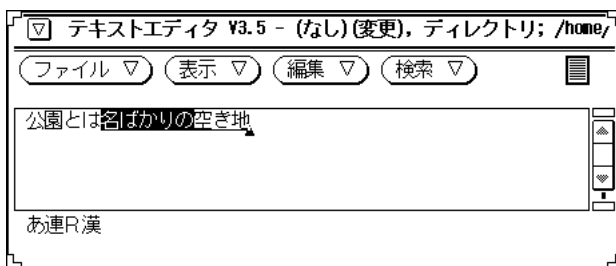 テキストエディタ V3.5 - (なし)(変更), ディレクトリ; /home/
ファイル ▽ 表示 ▽ 編集 ▽ 検索 ▽
公園とは名ばかりの空き地
あ連R漢